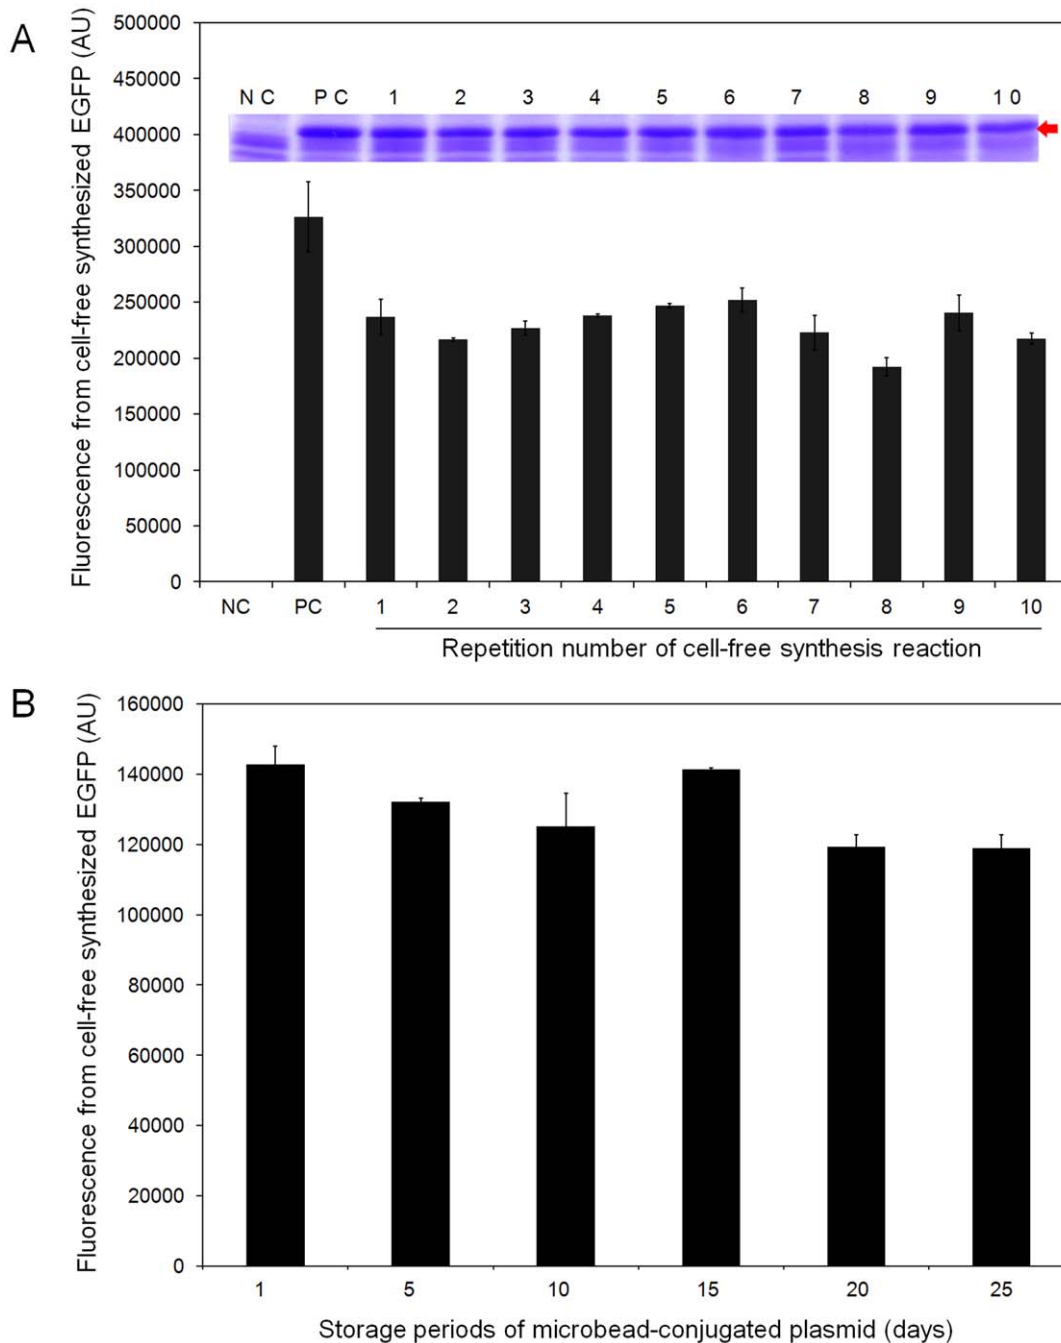 A
Fluorescence from cell-free synthesized EGFP (AU)
500000
450000
400000
350000
300000
250000
200000
150000
100000
50000
0
N C P C 1 2 3 4 5 6 7 8 9 1 0
NC PC 1 2 3 4 5 6 7 8 9 10
Repetition number of cell-free synthesis reaction
B
Fluorescence from cell-free synthesized EGFP (AU)
160000
140000
120000
100000
80000
60000
40000
20000
0
1 5 10 15 20 25
Storage periods of microbead-conjugated plasmid (days)